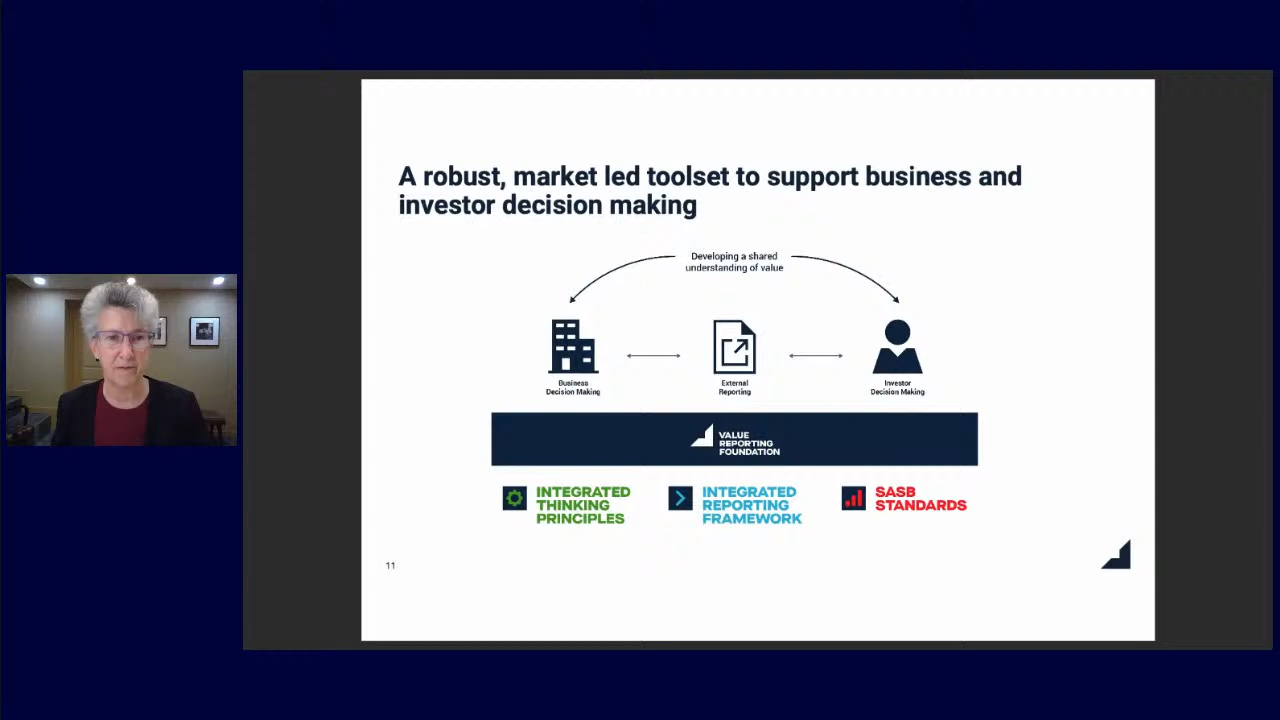 A robust, market led toolset to support business and
investor decision making
Developing a shared
understanding of value
Business
Decision Making
External
Reporting
Investor
Decision Making
VALUE
REPORTING
FOUNDATION
INTEGRATED
THINKING
PRINCIPLES
INTEGRATED
REPORTING
FRAMEWORK
SASB
STANDARDS
11